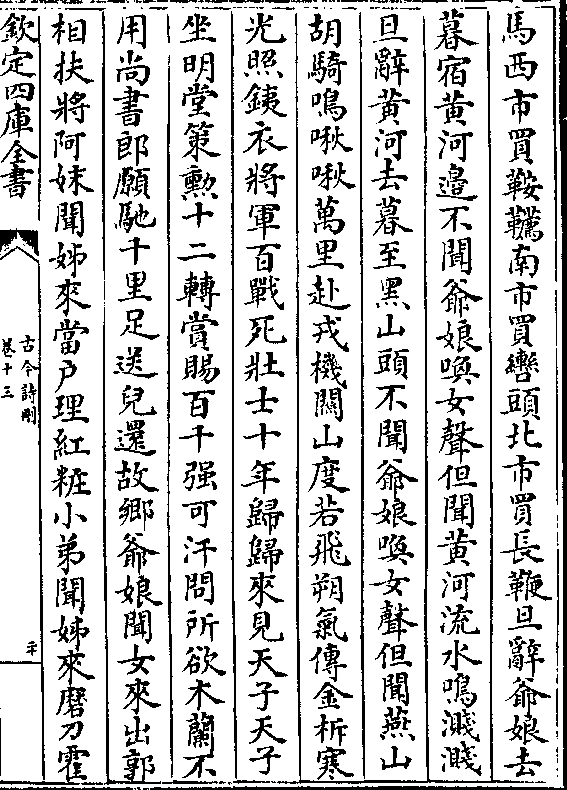 馬西市買鞍韉南市買轡頭北市買長鞭旦辭爺娘去
暮宿黃河邉不聞爺娘喚女聲但聞黃河流水鳴濺濺
旦辭黃河去暮至黑山頭不聞爺娘喚女聲但聞燕山
胡騎鳴啾啾萬里赴戎機關山度若飛朔氣傳金柝寒
光照鐡衣將軍百戰死壯士十年歸歸來見天子天子
坐明堂策勲十二轉賞賜百千强可汗問所欲木蘭不
用尚書郎願馳千里足送兒還故鄉爺娘聞女來出郭
相扶將阿妹聞姊來當戶理紅粧小弟聞姊來磨刀霍
欽定四庫全書
古今詩刪
卷十三